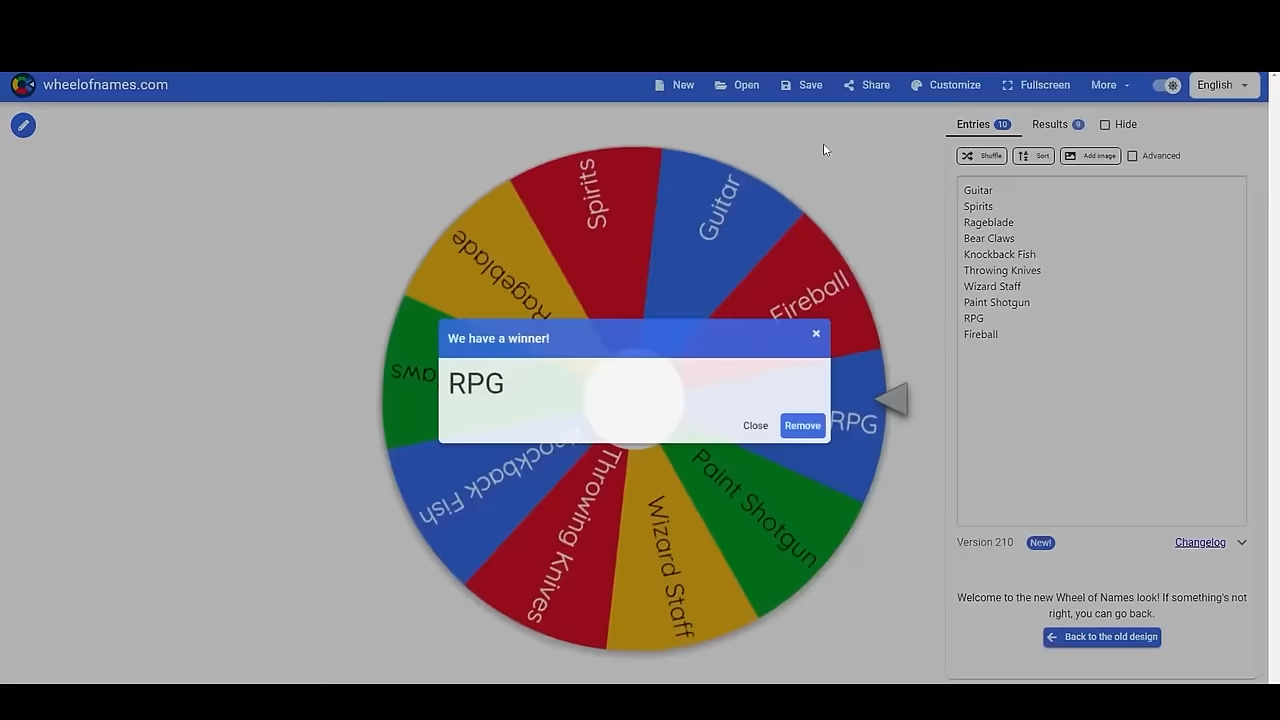 wheelofnames.com
New
Open
Save
Share
Customize
Fullscreen
More
English
Entries 10
Results 9
Hide
Shuffle
Sort
Add image
Advanced
Guitar
Spirits
Rageblade
Bear Claws
Knockback Fish
Throwing Knives
Wizard Staff
Paint Shotgun
RPG
Fireball
Spirits
Guitar
Fireball
RPG
Paint Shotgun
Wizard Staff
Throwing Knives
nockback Fish
aws
Rageblade
We have a winner!
×
RPG
Close
Remove
Version 210
New!
Changelog
Welcome to the new Wheel of Names look! If something's not
right, you can go back.
Back to the old design